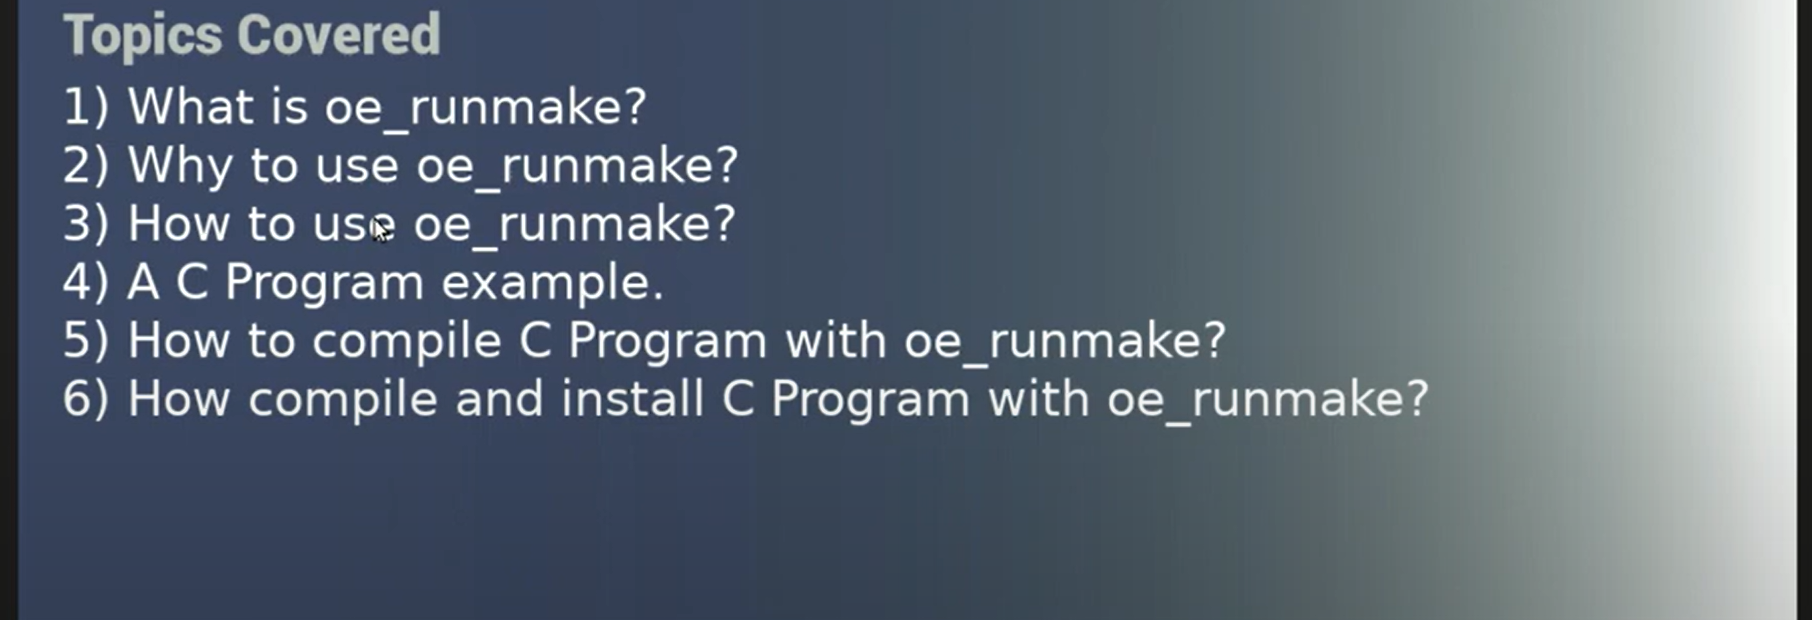 Topics Covered
1) What is oe_runmake?
2) Why to use oe_runmake?
3) How to use oe_runmake?
4) A C Program example.
5) How to compile C Program with oe_runmake?
6) How compile and install C Program with oe_runmake?